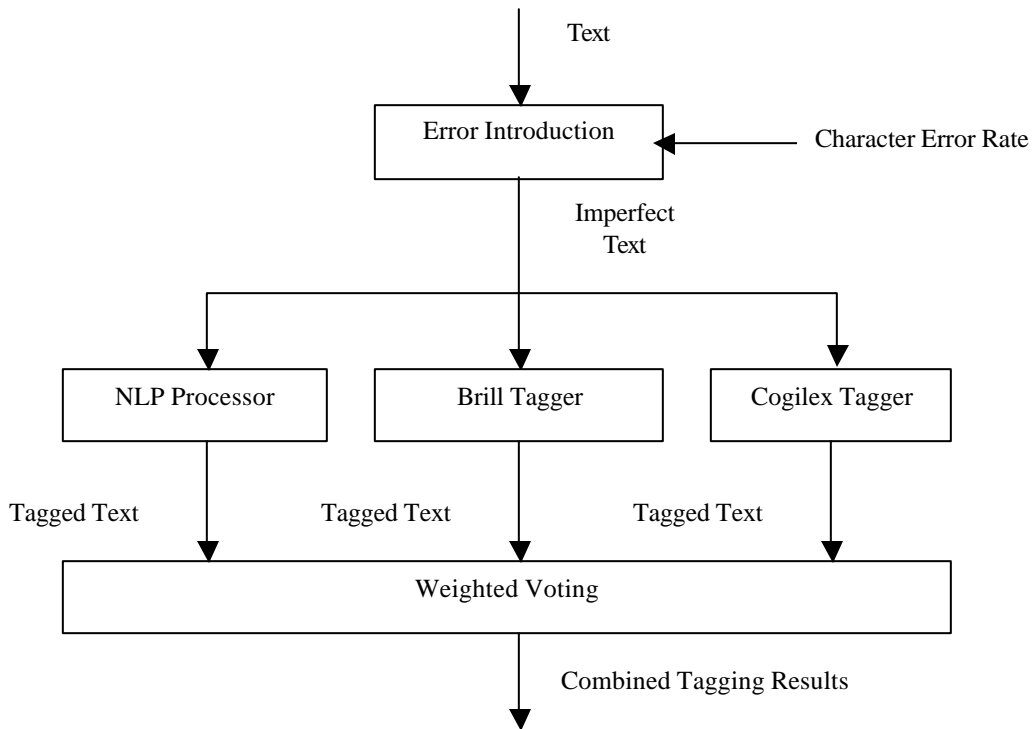 Text
Error Introduction
Character Error Rate
Imperfect
Text
NLP Processor
Brill Tagger
Cogilex Tagger
Tagged Text
Tagged Text
Tagged Text
Weighted Voting
Combined Tagging Results